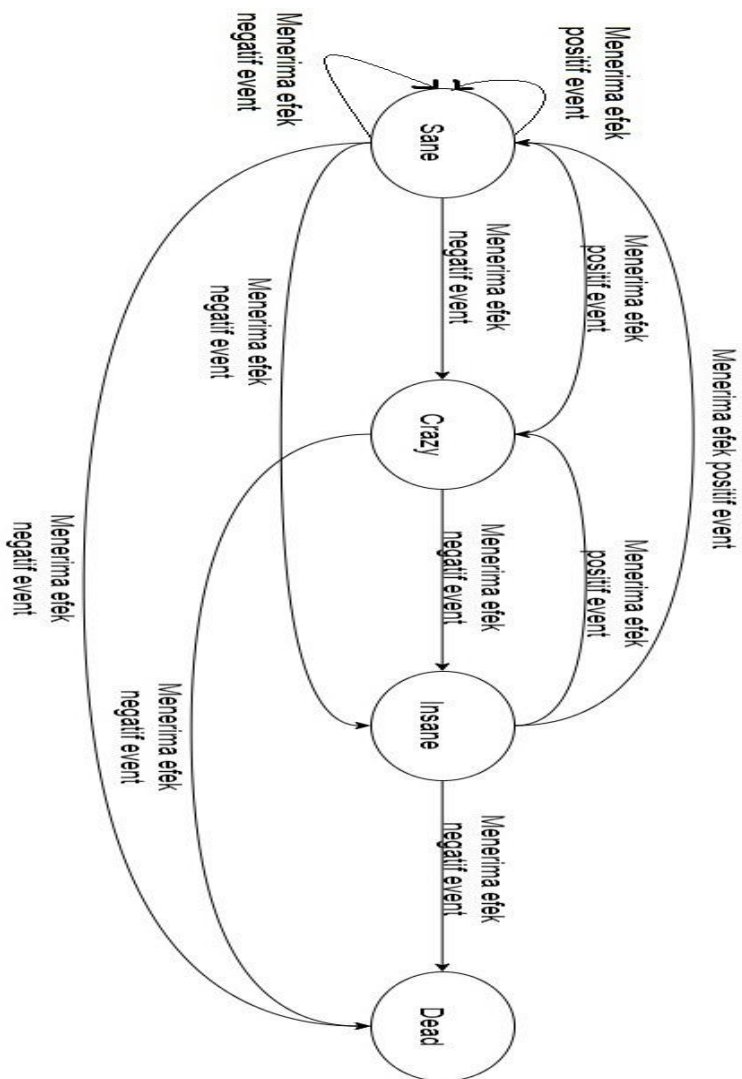 Menerima efek positif event
Menerima efek
positif event
Menerima efek
positif event
Menerima efek
positif event
Menerima efek
negatif event
Menerima efek
negatif event
Menerima efek
negatif event
Sane
Crazy
Insane
Dead
Menerima efek
negatif event
Menerima efek
negatif event
Menerima efek
negatif event
Menerima efek
negatif event